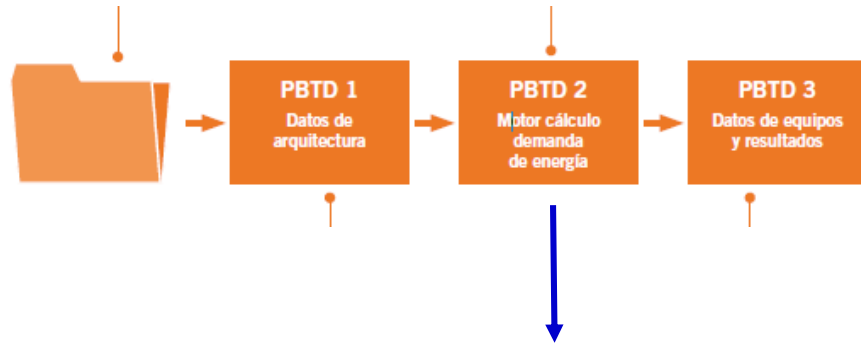 PBTD 1
Datos de
arquitectura
PBTD 2
Motor cálculo
demanda
de energía
PBTD 3
Datos de equipos
y resultados